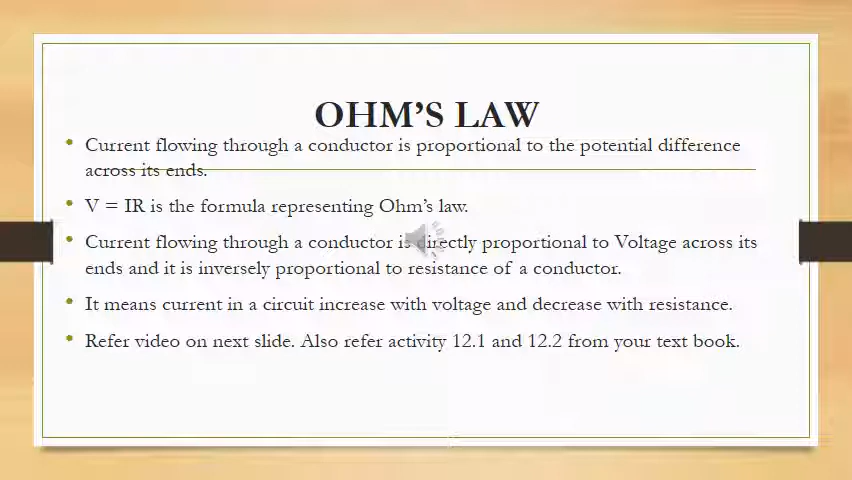 OHM’S LAW
• Current flowing through a conductor is proportional to the potential difference
across its ends.
• V = IR is the formula representing Ohm’s law.
• Current flowing through a conductor is directly proportional to Voltage across its
ends and it is inversely proportional to resistance of a conductor.
• It means current in a circuit increase with voltage and decrease with resistance.
• Refer video on next slide. Also refer activity 12.1 and 12.2 from your text book.